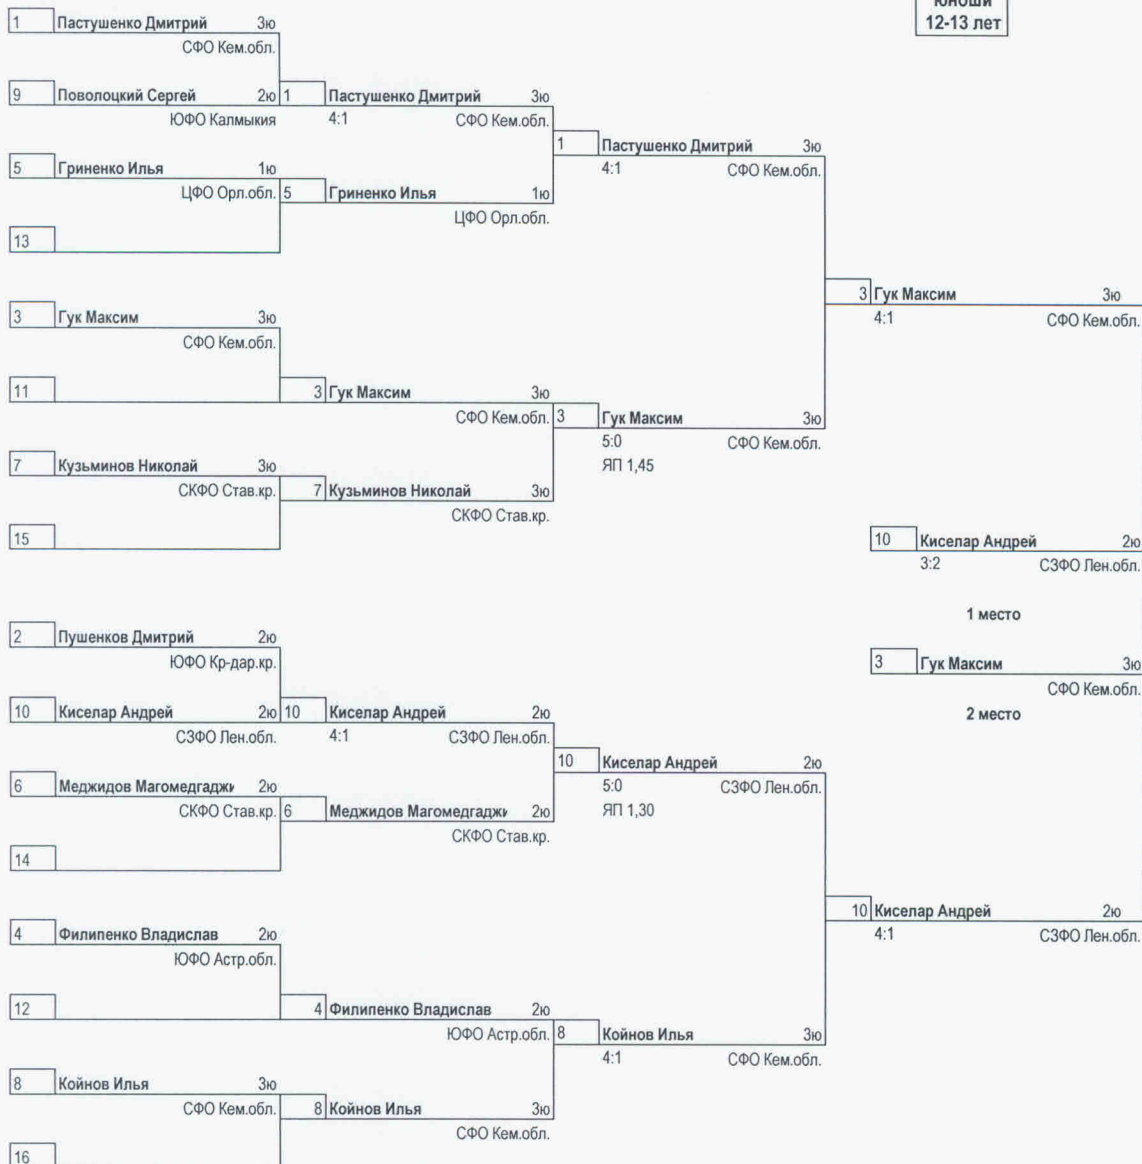 юноши
12-13 лет
1 Пастушенко Дмитрий 3ю
СФО Кем.обл.
9 Поволоцкий Сергей 2ю 1 Пастушенко Дмитрий 3ю
ЮФО Калмыкия 4:1 СФО Кем.обл.
1 Пастушенко Дмитрий 3ю
5 Гриненко Илья 1ю 4:1 СФО Кем.обл.
ЦФО Орл.обл. 5 Гриненко Илья 1ю
ЦФО Орл.обл.
13
3 Гук Максим 3ю
4:1 СФО Кем.обл.
3 Гук Максим 3ю
СФО Кем.обл.
11 3 Гук Максим 3ю
СФО Кем.обл. 3 Гук Максим 3ю
5:0 СФО Кем.обл.
7 Кузьминов Николай 3ю ЯП 1,45
СКФО Став.кр. 7 Кузьминов Николай 3ю
СКФО Став.кр.
15 10 Киселар Андрей 2ю
3:2 СЗФО Лен.обл.
1 место
2 Пушенков Дмитрий 2ю
ЮФО Кр-дар.кр. 3 Гук Максим 3ю
СФО Кем.обл.
10 Киселар Андрей 2ю 10 Киселар Андрей 2ю 2 место
СЗФО Лен.обл. 4:1 СЗФО Лен.обл.
10 Киселар Андрей 2ю
6 Меджидов Магомедгаджи 2ю 5:0 СЗФО Лен.обл.
СКФО Став.кр. 6 Меджидов Магомедгаджи 2ю ЯП 1,30
СКФО Став.кр.
14
10 Киселар Андрей 2ю
4 Филипенко Владислав 2ю 4:1 СЗФО Лен.обл.
ЮФО Астр.обл.
12 4 Филипенко Владислав 2ю
ЮФО Астр.обл. 8 Койнов Илья 3ю
4:1 СФО Кем.обл.
8 Койнов Илья 3ю
СФО Кем.обл. 8 Койнов Илья 3ю
СФО Кем.обл.
16